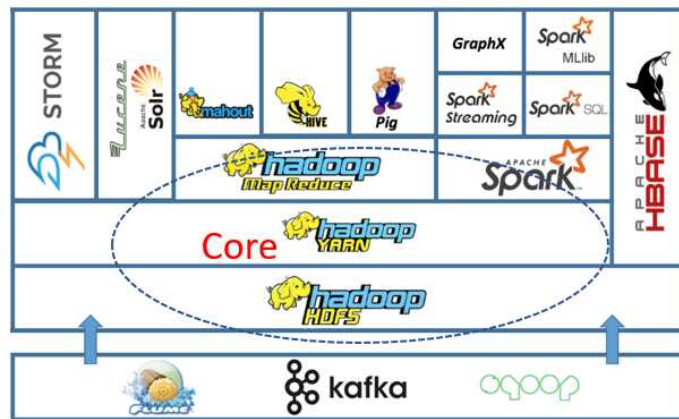 STORM
Lucene
Apache
Solr
mahout
HIVE
Pig
GraphX
Spark
MLlib
Spark
Streaming
Spark SQL
APACHE
HBASE
hadoop
Map Reduce
APACHE
Spark
Core
hadoop
YARN
hadoop
HDFS
FLUME
kafka
sqoop